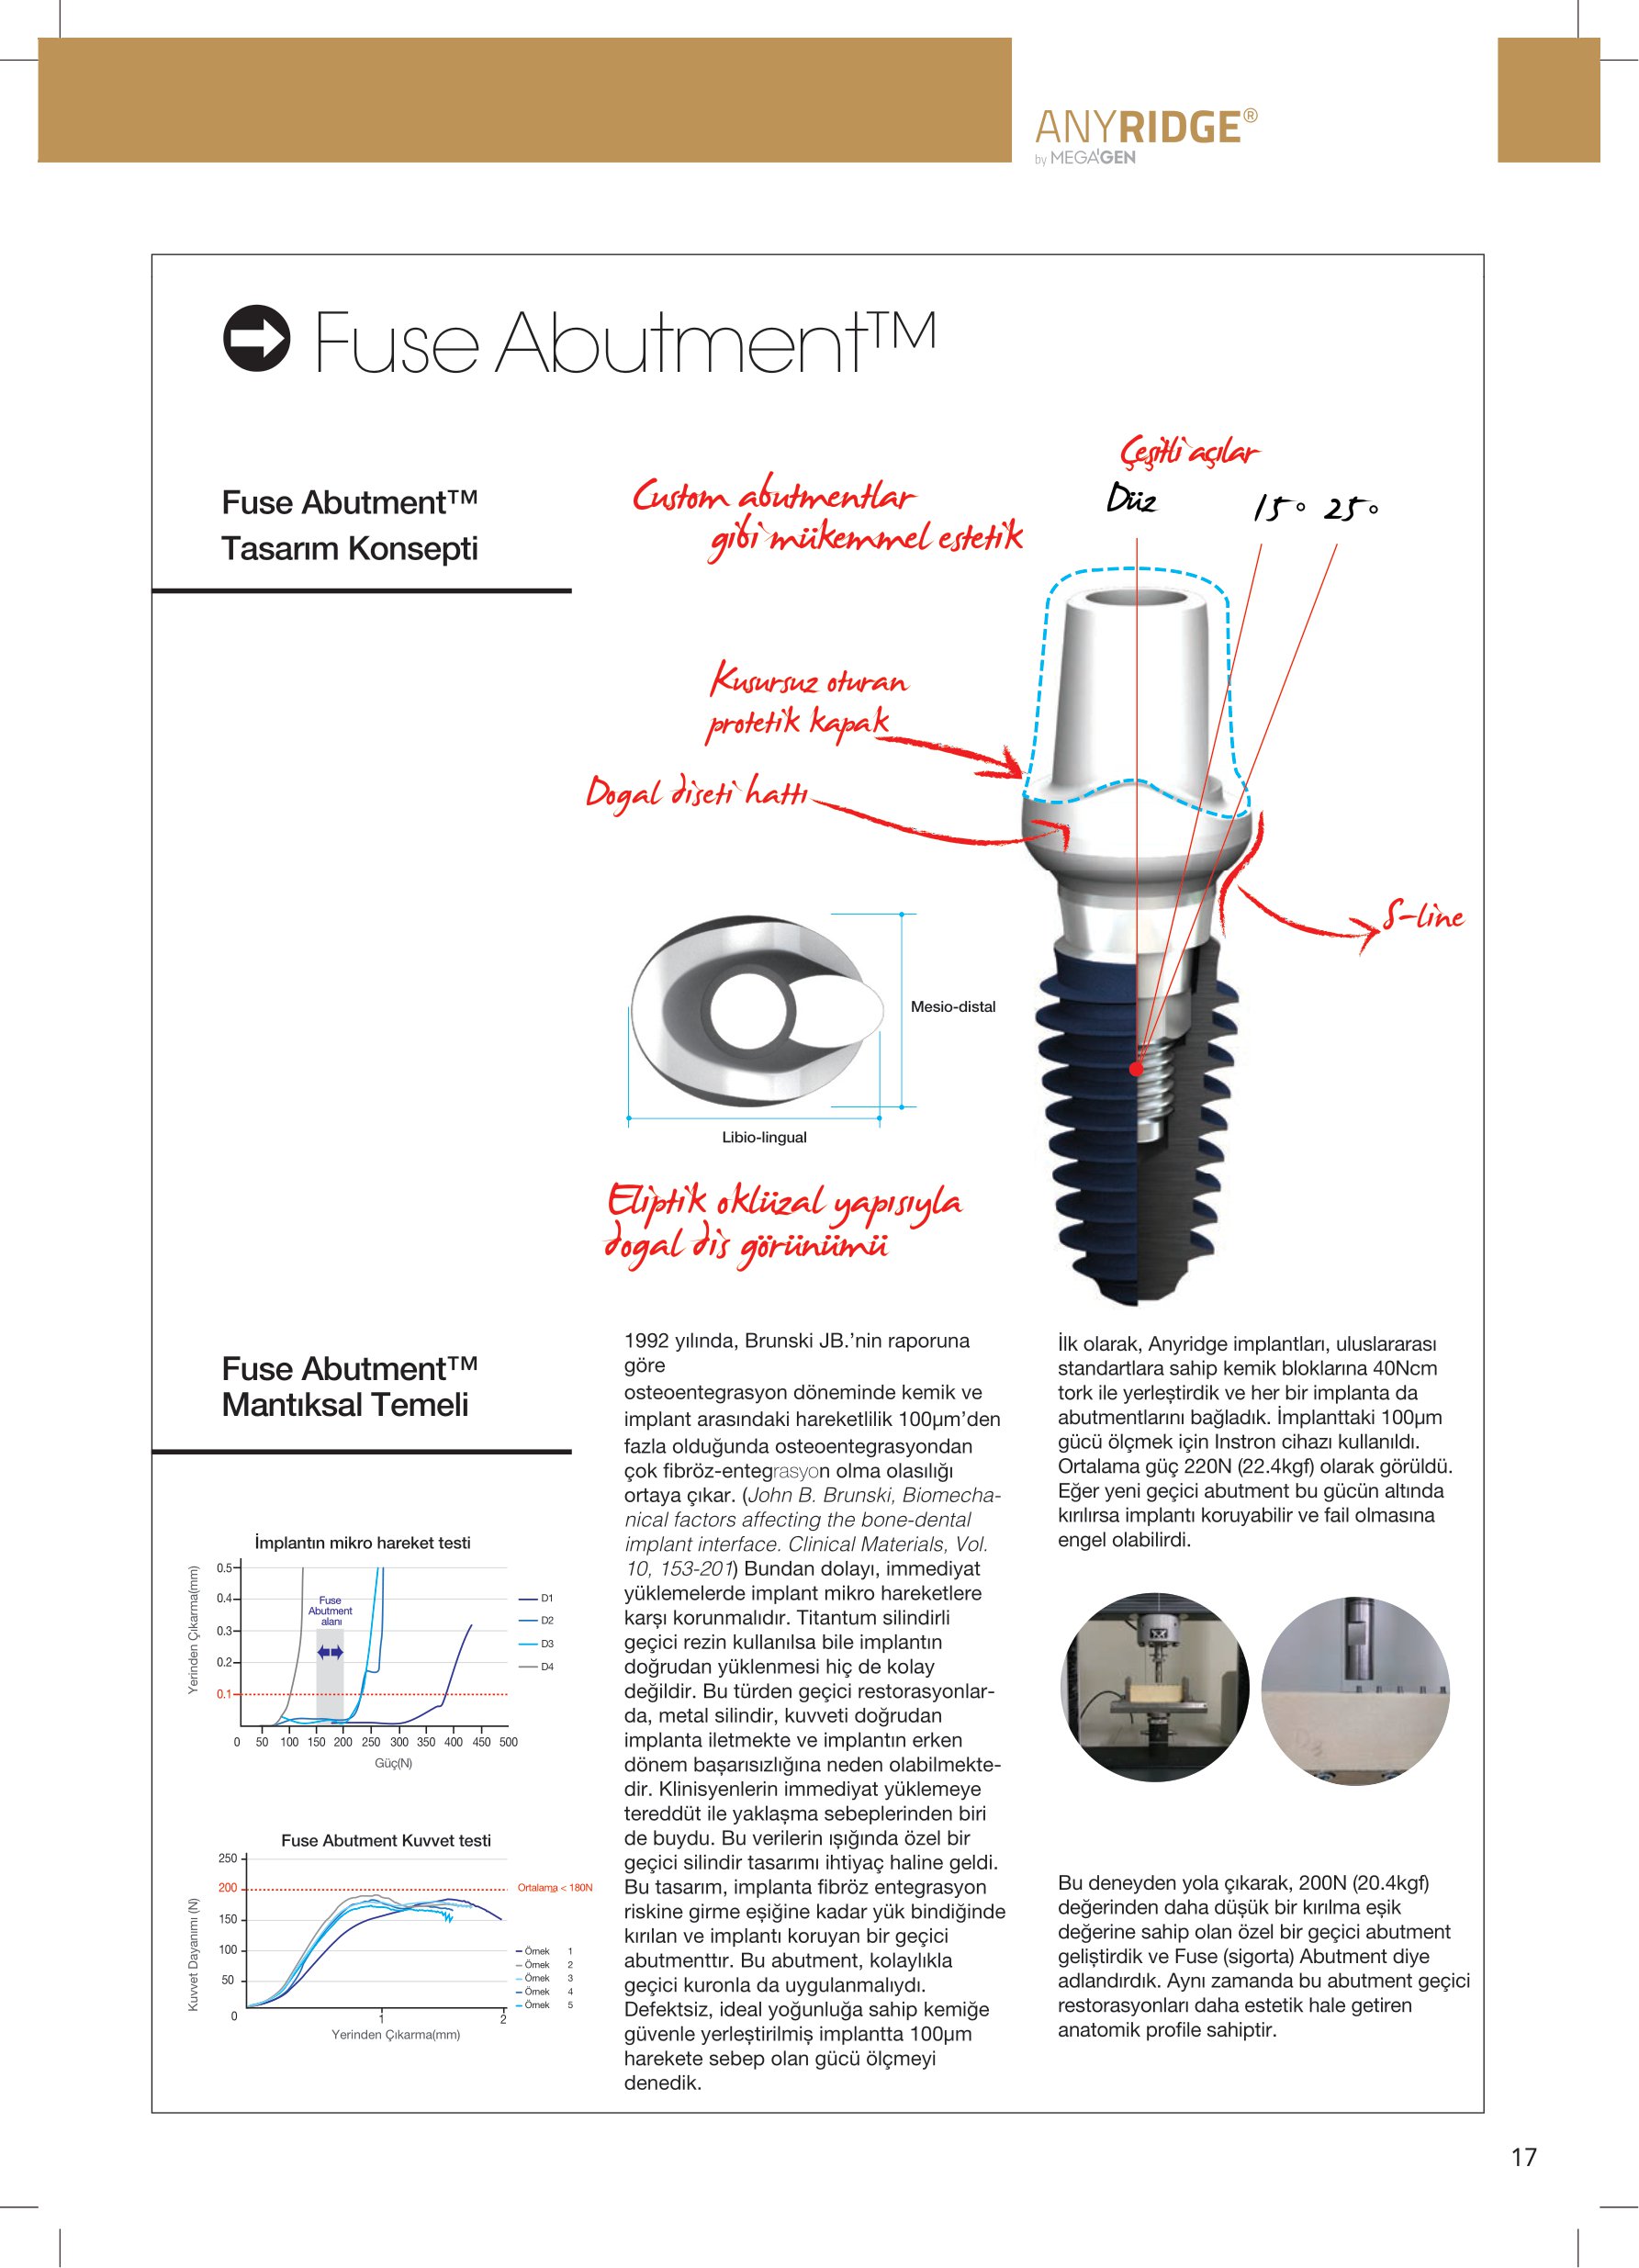 ANYRIDGE®
by MEGA'GEN
Fuse Abutment™
Fuse Abutment™
Tasarım Konsepti
Custom abutmentlar
gibi mükemmel estetik
Çeşitli açılar
Düz
15° 25°
Kusursuz oturan
protetik kapak
Dogal dişeti hattı
S-line
Mesio-distal
Libio-lingual
Eliptik oklüzal yapısıyla
dogal dis görünümü
Fuse Abutment™
Mantıksal Temeli
İmplantın mikro hareket testi
Yerinden Çıkarma(mm)
0.5
0.4
0.3
0.2
0.1
Fuse
Abutment
alanı
D1
D2
D3
D4
0 50 100 150 200 250 300 350 400 450 500
Güç(N)
Fuse Abutment Kuvvet testi
Kuvvet Dayanımı (N)
250
200
150
100
50
0
Ortalama < 180N
Örnek 1
Örnek 2
Örnek 3
Örnek 4
Örnek 5
1 2
Yerinden Çıkarma(mm)
1992 yılında, Brunski JB.’nin raporuna
göre
osteoentegrasyon döneminde kemik ve
implant arasındaki hareketlilik 100µm’den
fazla olduğunda osteoentegrasyondan
çok fibröz-entegrasyon olma olasılığı
ortaya çıkar. (John B. Brunski, Biomecha-
nical factors affecting the bone-dental
implant interface. Clinical Materials, Vol.
10, 153-201) Bundan dolayı, immediyat
yüklemelerde implant mikro hareketlere
karşı korunmalıdır. Titantum silindirli
geçici rezin kullanılsa bile implantın
doğrudan yüklenmesi hiç de kolay
değildir. Bu türden geçici restorasyonlar-
da, metal silindir, kuvveti doğrudan
implanta iletmekte ve implantın erken
dönem başarısızlığına neden olabilmekte-
dir. Klinisyenlerin immediyat yüklemeye
tereddüt ile yaklaşma sebeplerinden biri
de buydu. Bu verilerin ışığında özel bir
geçici silindir tasarımı ihtiyaç haline geldi.
Bu tasarım, implanta fibröz entegrasyon
riskine girme eşiğine kadar yük bindiğinde
kırılan ve implantı koruyan bir geçici
abutmenttır. Bu abutment, kolaylıkla
geçici kuronla da uygulanmalıydı.
Defektsiz, ideal yoğunluğa sahip kemiğe
güvenle yerleştirilmiş implantta 100µm
harekete sebep olan gücü ölçmeyi
denedik.
İlk olarak, Anyridge implantları, uluslararası
standartlara sahip kemik bloklarına 40Ncm
tork ile yerleştirdik ve her bir implanta da
abutmentlarını bağladık. İmplanttaki 100µm
gücü ölçmek için Instron cihazı kullanıldı.
Ortalama güç 220N (22.4kgf) olarak görüldü.
Eğer yeni geçici abutment bu gücün altında
kırılırsa implantı koruyabilir ve fail olmasına
engel olabilirdi.
Bu deneyden yola çıkarak, 200N (20.4kgf)
değerinden daha düşük bir kırılma eşik
değerine sahip olan özel bir geçici abutment
geliştirdik ve Fuse (sigorta) Abutment diye
adlandırdık. Aynı zamanda bu abutment geçici
restorasyonları daha estetik hale getiren
anatomik profile sahiptir.
17